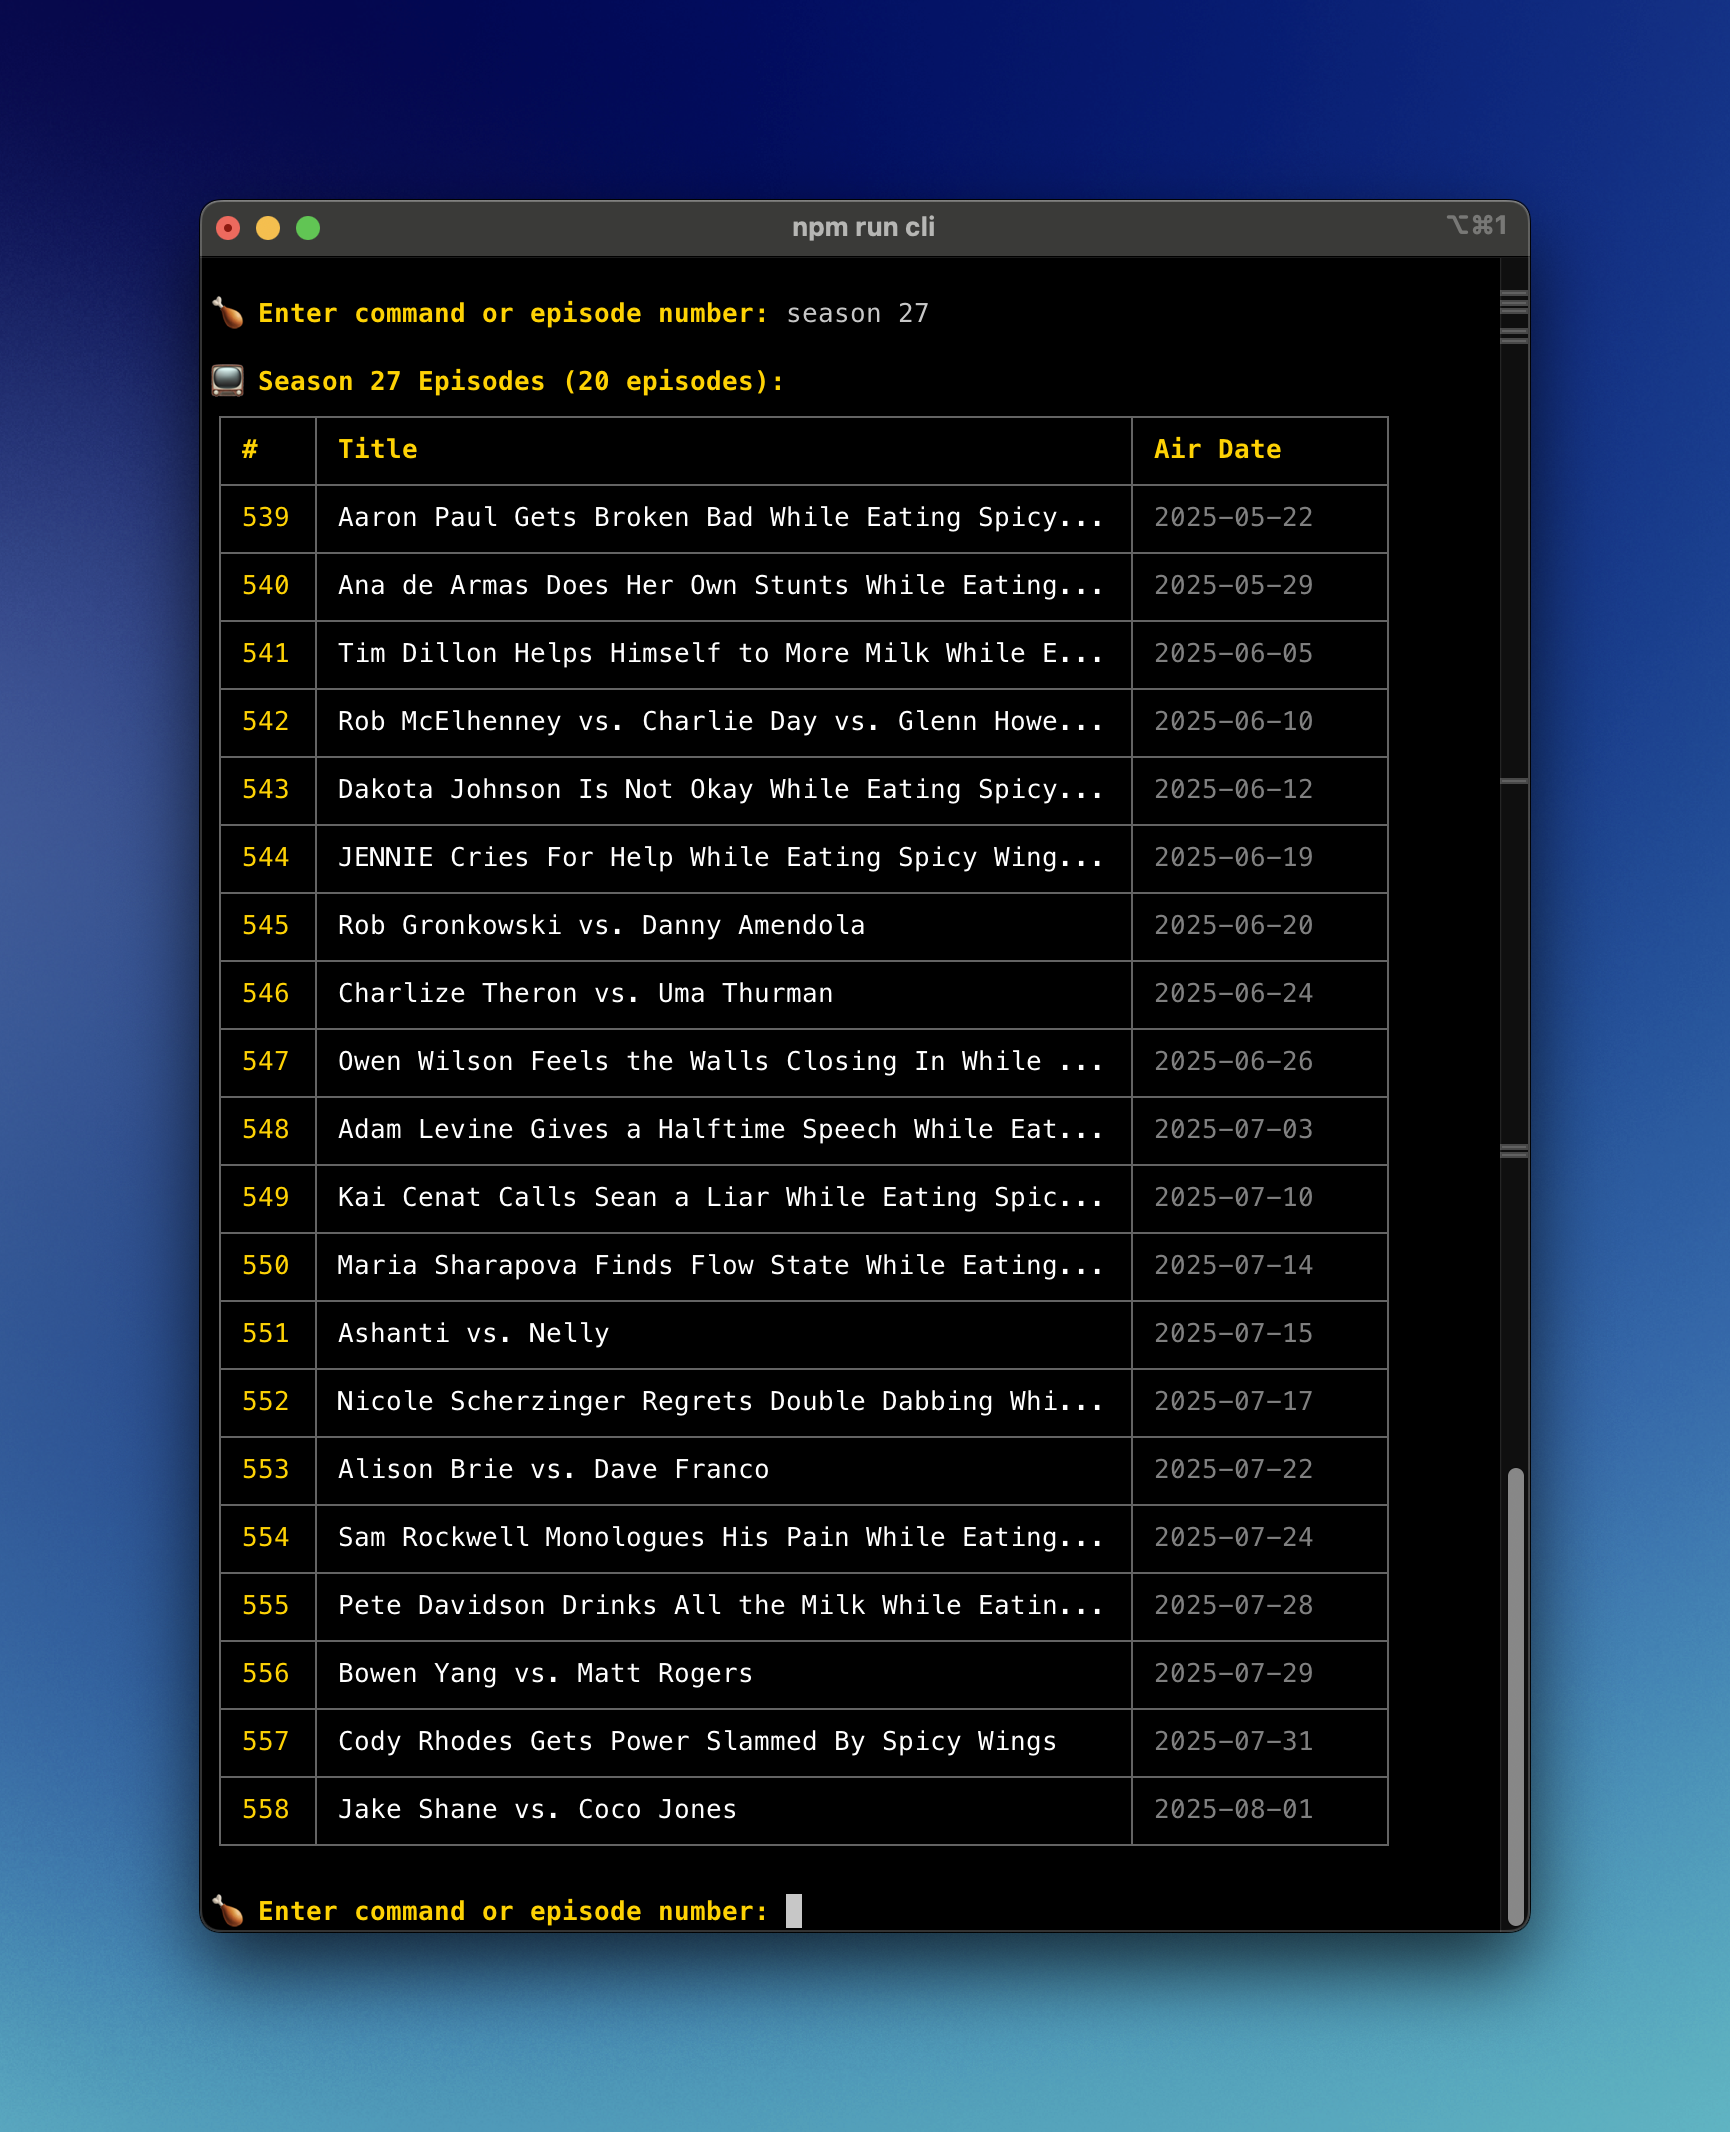 npm run cli ⌥⌘1
🍗 Enter command or episode number: season 27
📺 Season 27 Episodes (20 episodes):
# Title Air Date
539 Aaron Paul Gets Broken Bad While Eating Spicy... 2025-05-22
540 Ana de Armas Does Her Own Stunts While Eating... 2025-05-29
541 Tim Dillon Helps Himself to More Milk While E... 2025-06-05
542 Rob McElhenney vs. Charlie Day vs. Glenn Howe... 2025-06-10
543 Dakota Johnson Is Not Okay While Eating Spicy... 2025-06-12
544 JENNIE Cries For Help While Eating Spicy Wing... 2025-06-19
545 Rob Gronkowski vs. Danny Amendola 2025-06-20
546 Charlize Theron vs. Uma Thurman 2025-06-24
547 Owen Wilson Feels the Walls Closing In While ... 2025-06-26
548 Adam Levine Gives a Halftime Speech While Eat... 2025-07-03
549 Kai Cenat Calls Sean a Liar While Eating Spic... 2025-07-10
550 Maria Sharapova Finds Flow State While Eating... 2025-07-14
551 Ashanti vs. Nelly 2025-07-15
552 Nicole Scherzinger Regrets Double Dabbing Whi... 2025-07-17
553 Alison Brie vs. Dave Franco 2025-07-22
554 Sam Rockwell Monologues His Pain While Eating... 2025-07-24
555 Pete Davidson Drinks All the Milk While Eatin... 2025-07-28
556 Bowen Yang vs. Matt Rogers 2025-07-29
557 Cody Rhodes Gets Power Slammed By Spicy Wings 2025-07-31
558 Jake Shane vs. Coco Jones 2025-08-01
🍗 Enter command or episode number: